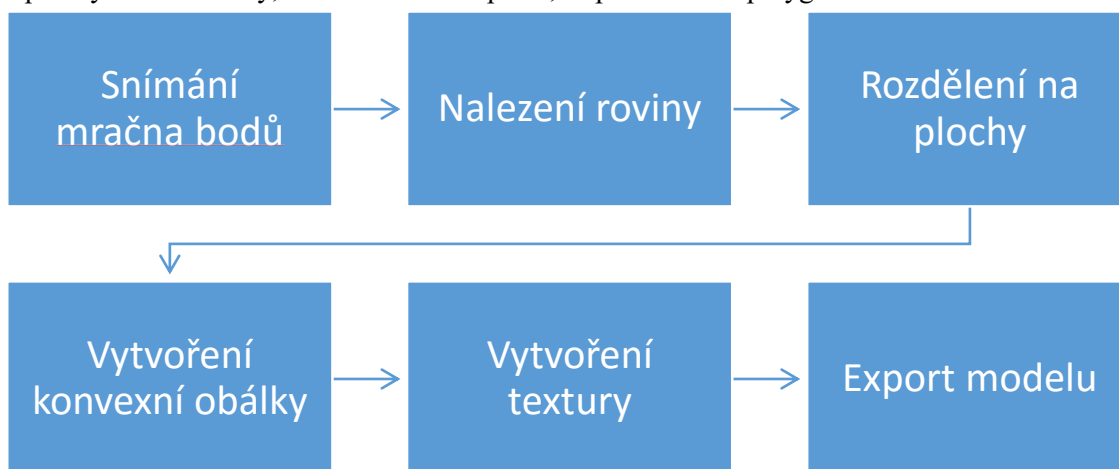 Snímání
mračna bodů
Nalezení roviny
Rozdělení na
plochy
Vytvoření
konvexní obálky
Vytvoření
textury
Export modelu